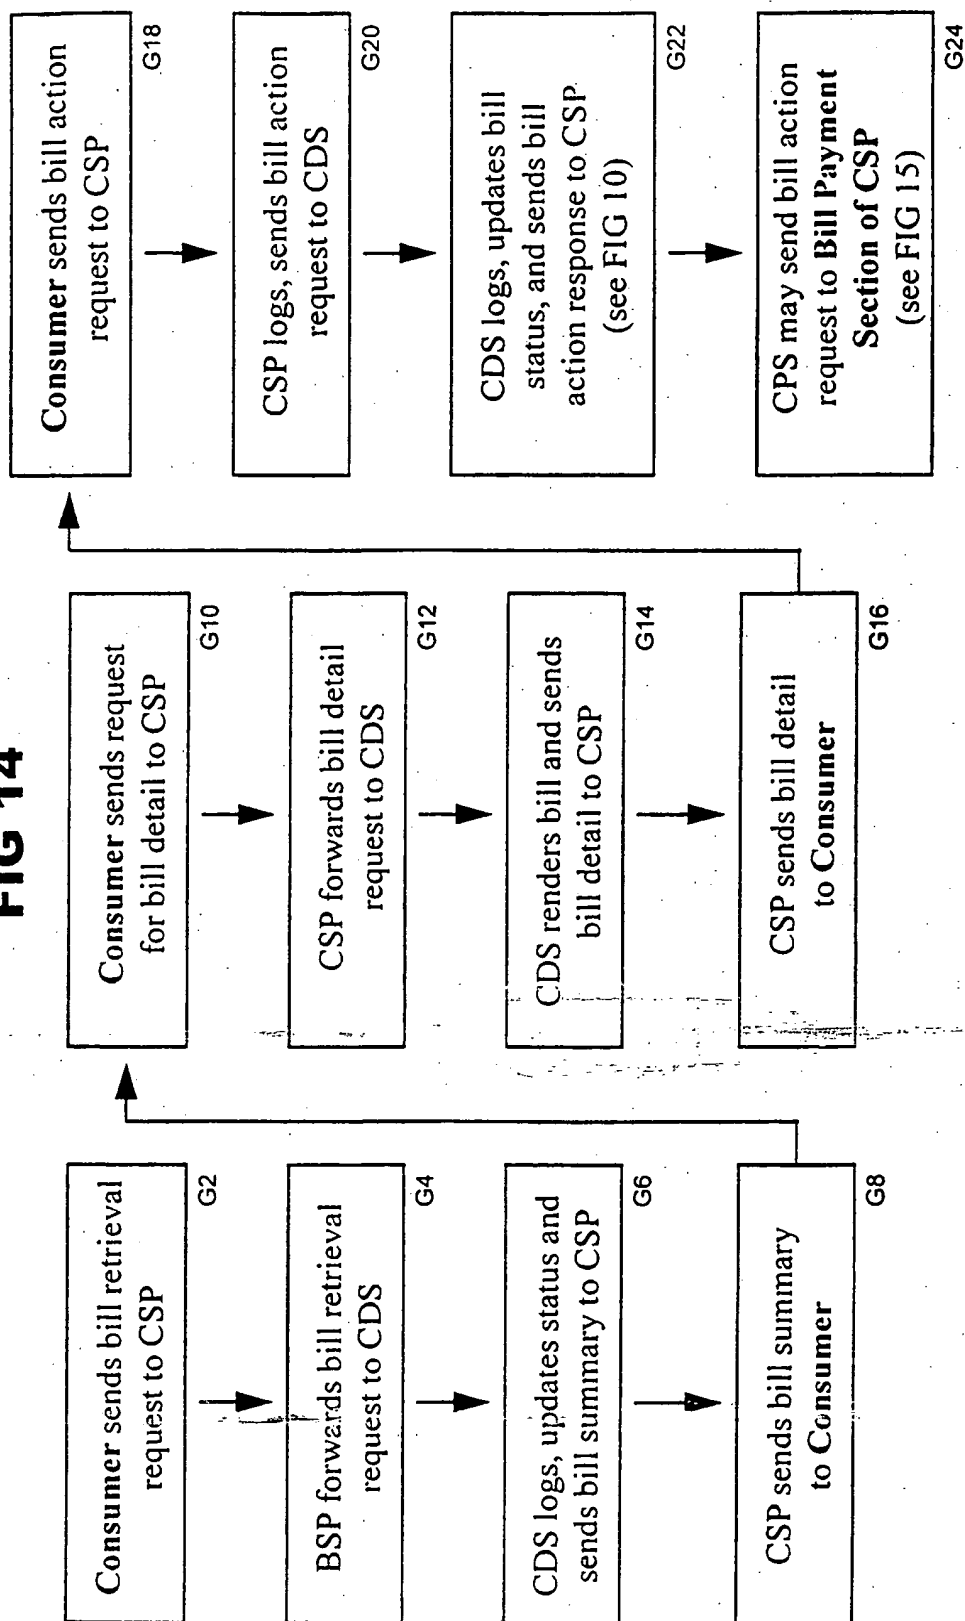 FIG 14
Consumer sends bill retrieval
request to CSP
G2
BSP forwards bill retrieval
request to CDS
G4
CDS logs, updates status and
sends bill summary to CSP
G6
CSP sends bill summary
to Consumer
G8
Consumer sends request
for bill detail to CSP
G10
CSP forwards bill detail
request to CDS
G12
CDS renders bill and sends
bill detail to CSP
G14
CSP sends bill detail
to Consumer
G16
Consumer sends bill action
request to CSP
G18
CSP logs, sends bill action
request to CDS
G20
CDS logs, updates bill
status, and sends bill
action response to CSP
(see FIG 10)
G22
CPS may send bill action
request to Bill Payment
Section of CSP
(see FIG 15)
G24